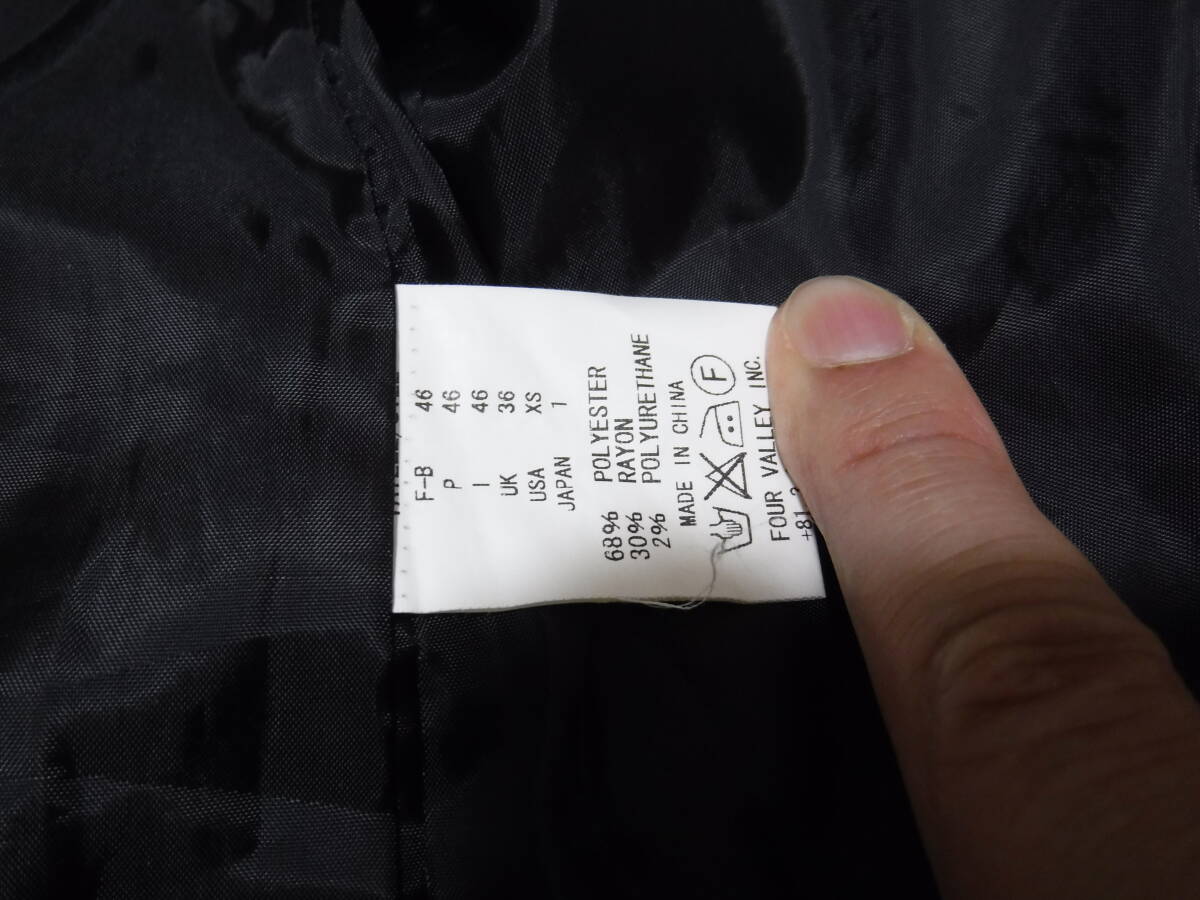 F-B 46
P 46
I 46
UK 36
USA XS
JAPAN 1
68% POLYESTER
30% RAYON
2% POLYURETHANE
MADE IN CHINA
F
FOUR VALLEY INC.
+81